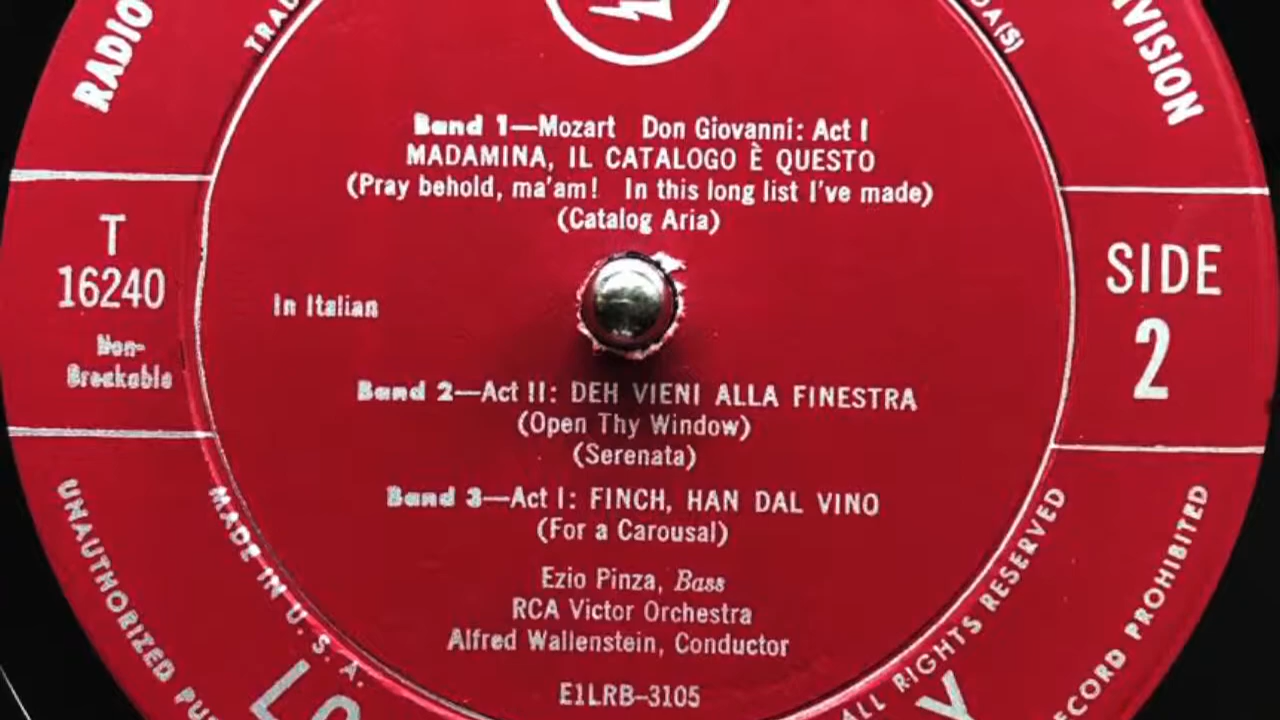 RADIO
Band 1—Mozart Don Giovanni: Act I
MADAMINA, IL CATALOGO È QUESTO
(Pray behold, ma'am! In this long list I've made)
(Catalog Aria)
T
16240
Non-
Breakable
In Italian
SIDE
2
Band 2—Act II: DEH VIENI ALLA FINESTRA
(Open Thy Window)
(Serenata)
Band 3—Act I: FINCH, HAN DAL VINO
(For a Carousal)
Ezio Pinza, Bass
RCA Victor Orchestra
Alfred Wallenstein, Conductor
E1LRB-3105
MADE IN U. S. A.
ALL RIGHTS RESERVED
UNAUTHORIZED
PROHIBITED